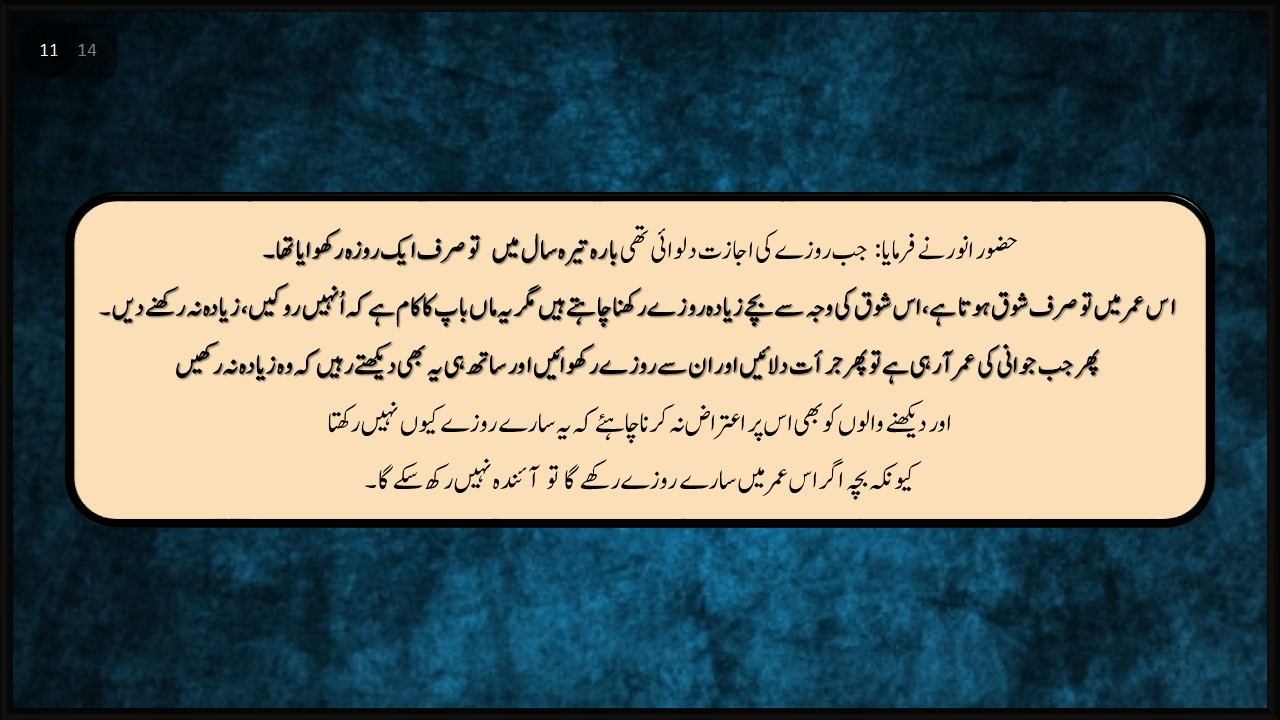 11 14
حضور انور نے فرمایا: جب روزے کی اجازت دلوائی تھی بارہ تیرہ سال میں تو صرف ایک روزہ رکھوایا تھا۔
اس عمر میں تو صرف شوق ہوتا ہے، اس شوق کی وجہ سے بچے زیادہ روزے رکھنا چاہتے ہیں مگر یہ ماں باپ کا کام ہے کہ اُنہیں روکیں، زیادہ نہ رکھنے دیں۔
پھر جب جوانی کی عمر آ رہی ہے تو پھر جرأت دلائیں اور ان سے روزے رکھوائیں اور ساتھ ہی یہ بھی دیکھتے رہیں کہ وہ زیادہ نہ رکھیں
اور دیکھنے والوں کو بھی اس پر اعتراض نہ کرنا چاہئے کہ یہ سارے روزے کیوں نہیں رکھتا
کیونکہ بچہ اگر اس عمر میں سارے روزے رکھے گا تو آئندہ نہیں رکھ سکے گا۔